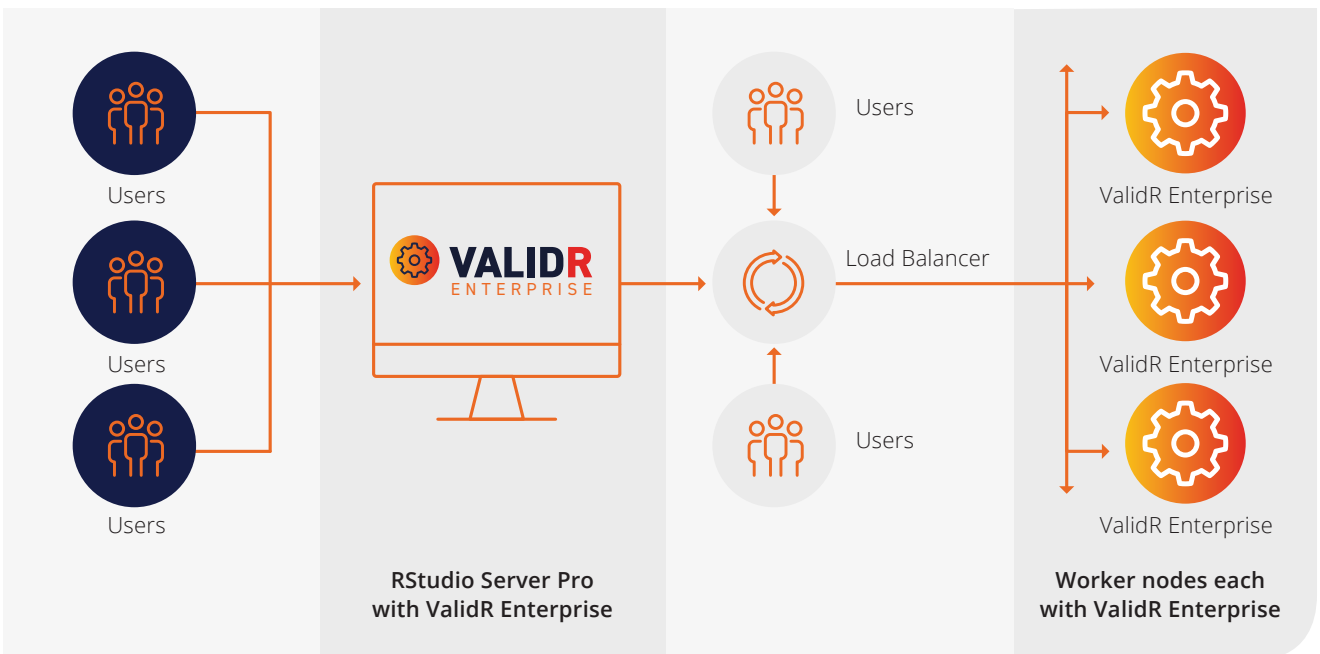 Users
Users
Users
VALIDR
ENTERPRISE
RStudio Server Pro
with ValidR Enterprise
Users
Load Balancer
Users
ValidR Enterprise
ValidR Enterprise
ValidR Enterprise
Worker nodes each
with ValidR Enterprise